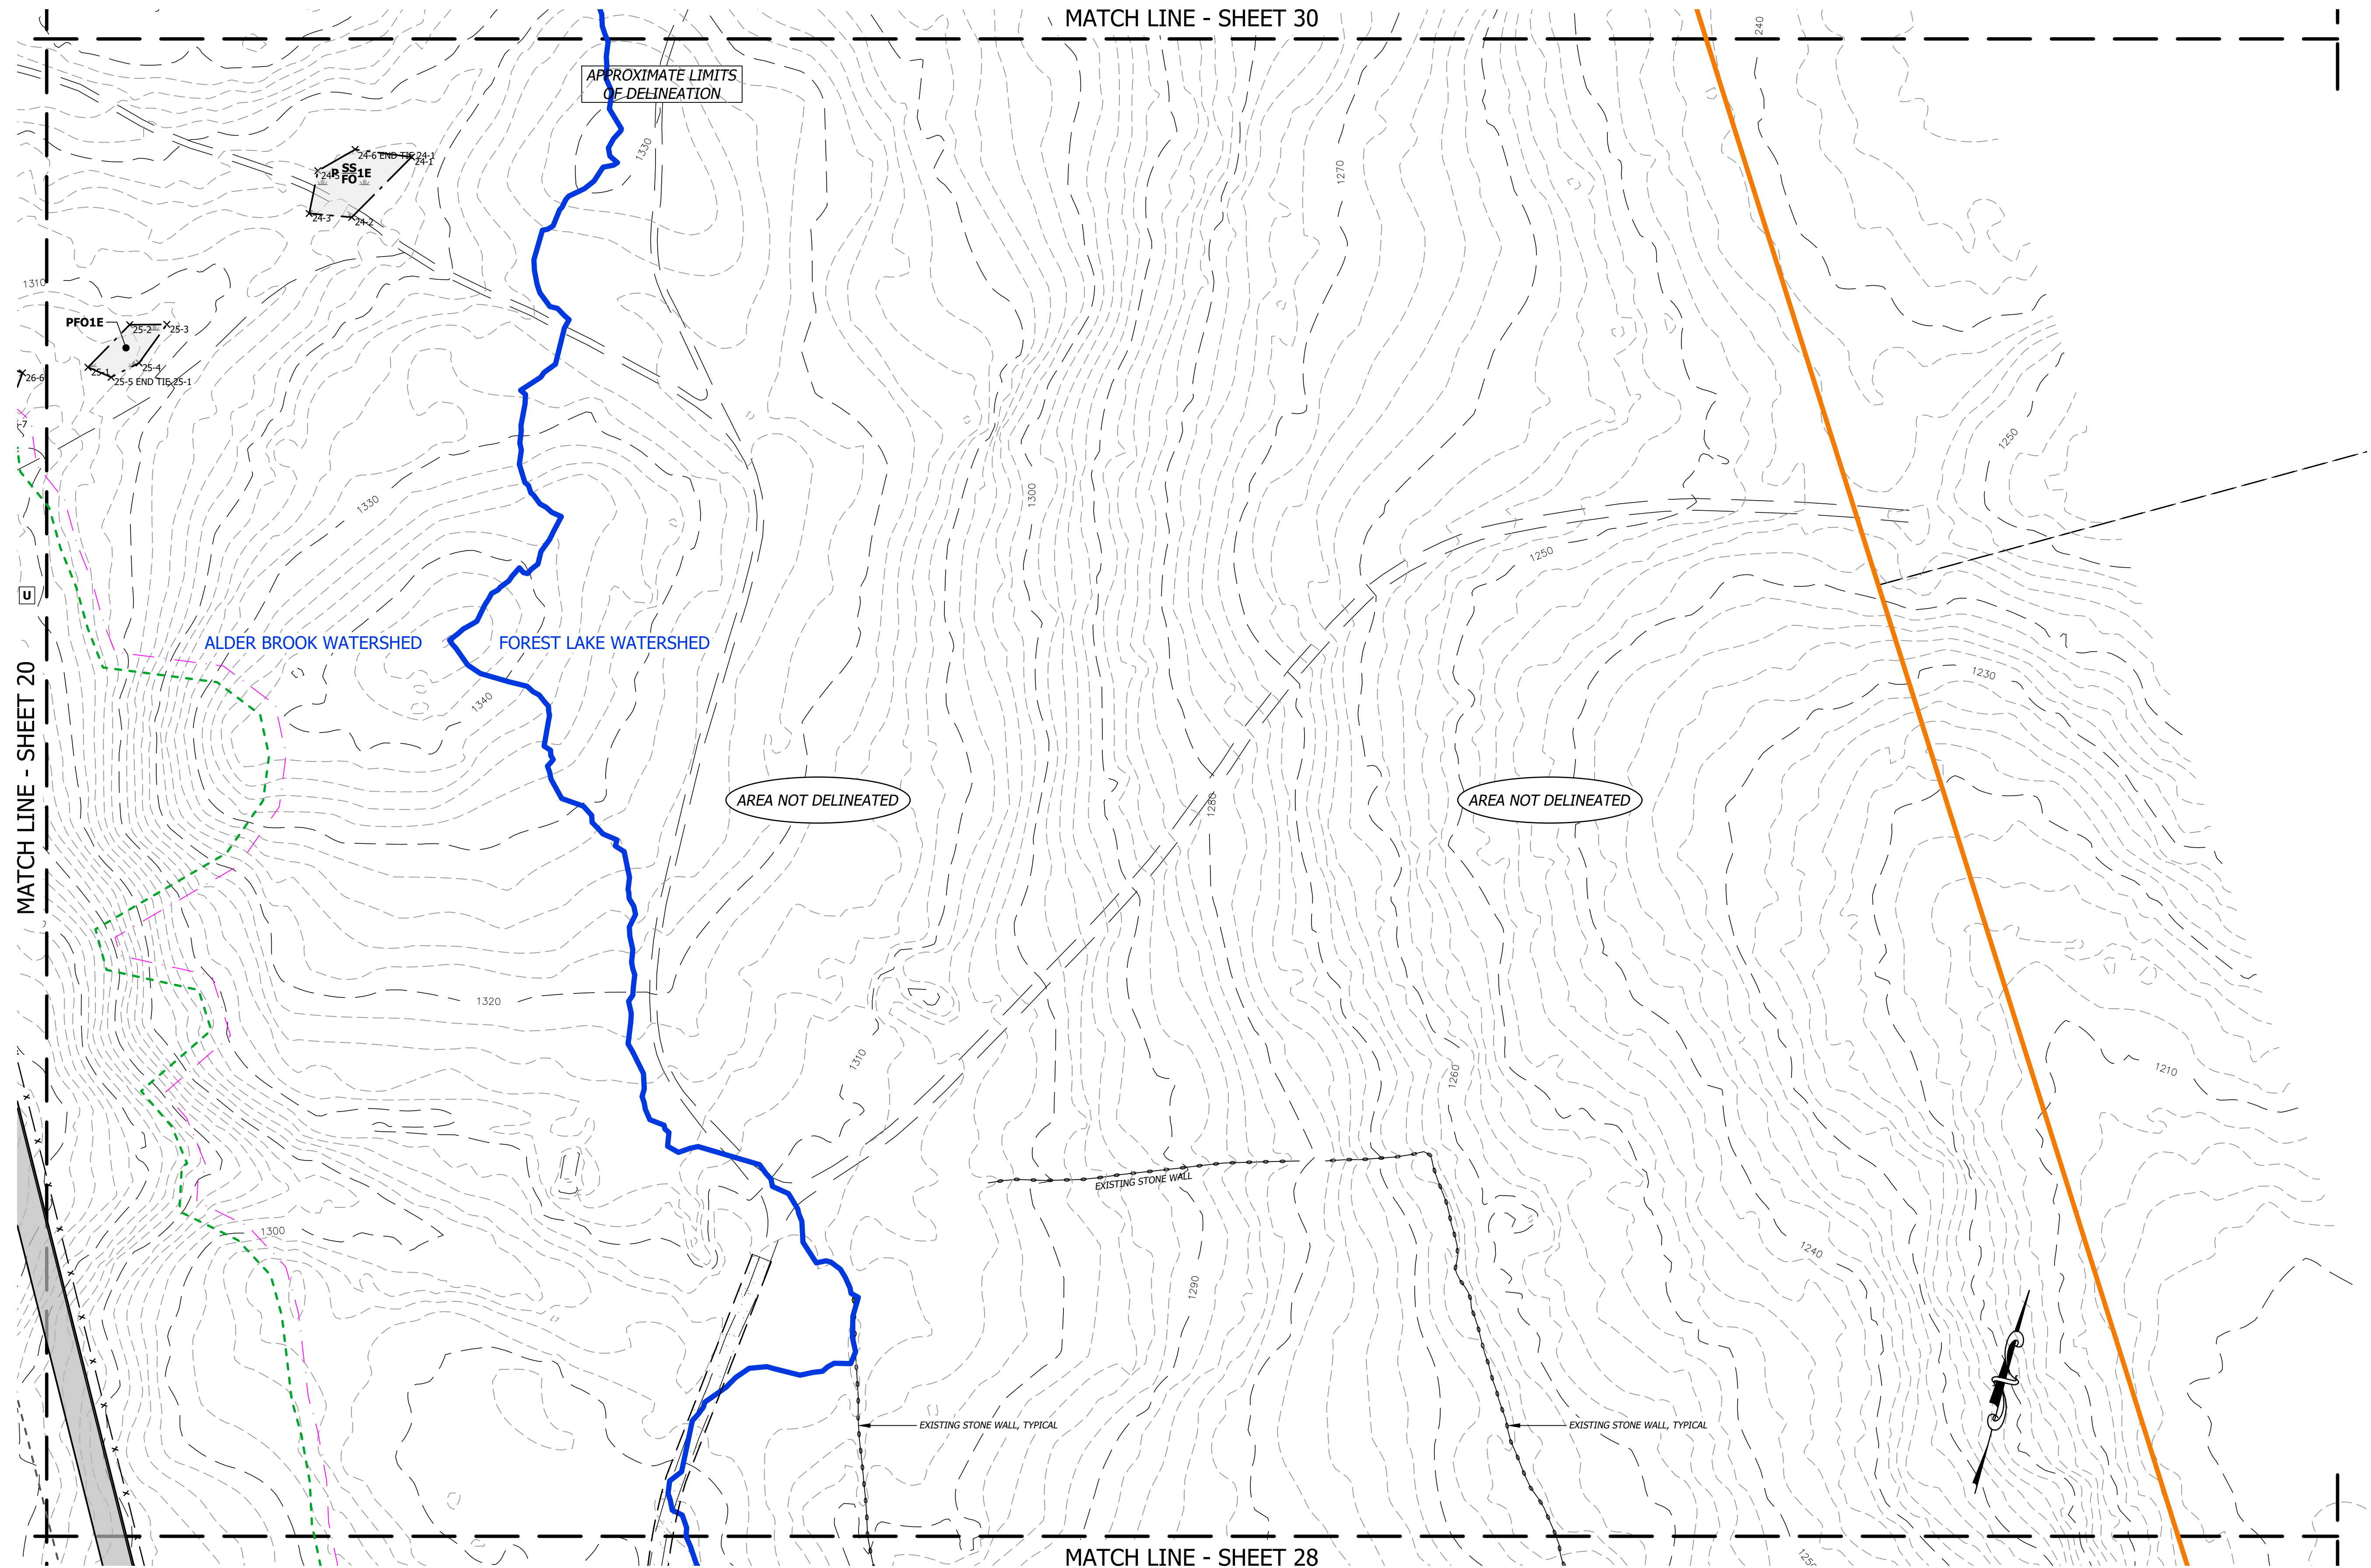 MATCH LINE - SHEET 30
240
APPROXIMATE LIMITS
OF DELINEATION
1330
1270
24-6 END TIE 24-1
24-1
24-5
SS
P FO 1E
24-3
24-2
1310
PFO1E
25-2
25-3
25-4
25-1
25-5 END TIE 25-1
26-6
-7
1250
1330
1300
1250
U
ALDER BROOK WATERSHED
FOREST LAKE WATERSHED
1340
1230
MATCH LINE - SHEET 20
AREA NOT DELINEATED
1280
AREA NOT DELINEATED
1320
1310
1260
1210
EXISTING STONE WALL
1300
1240
1290
EXISTING STONE WALL, TYPICAL
EXISTING STONE WALL, TYPICAL
MATCH LINE - SHEET 28